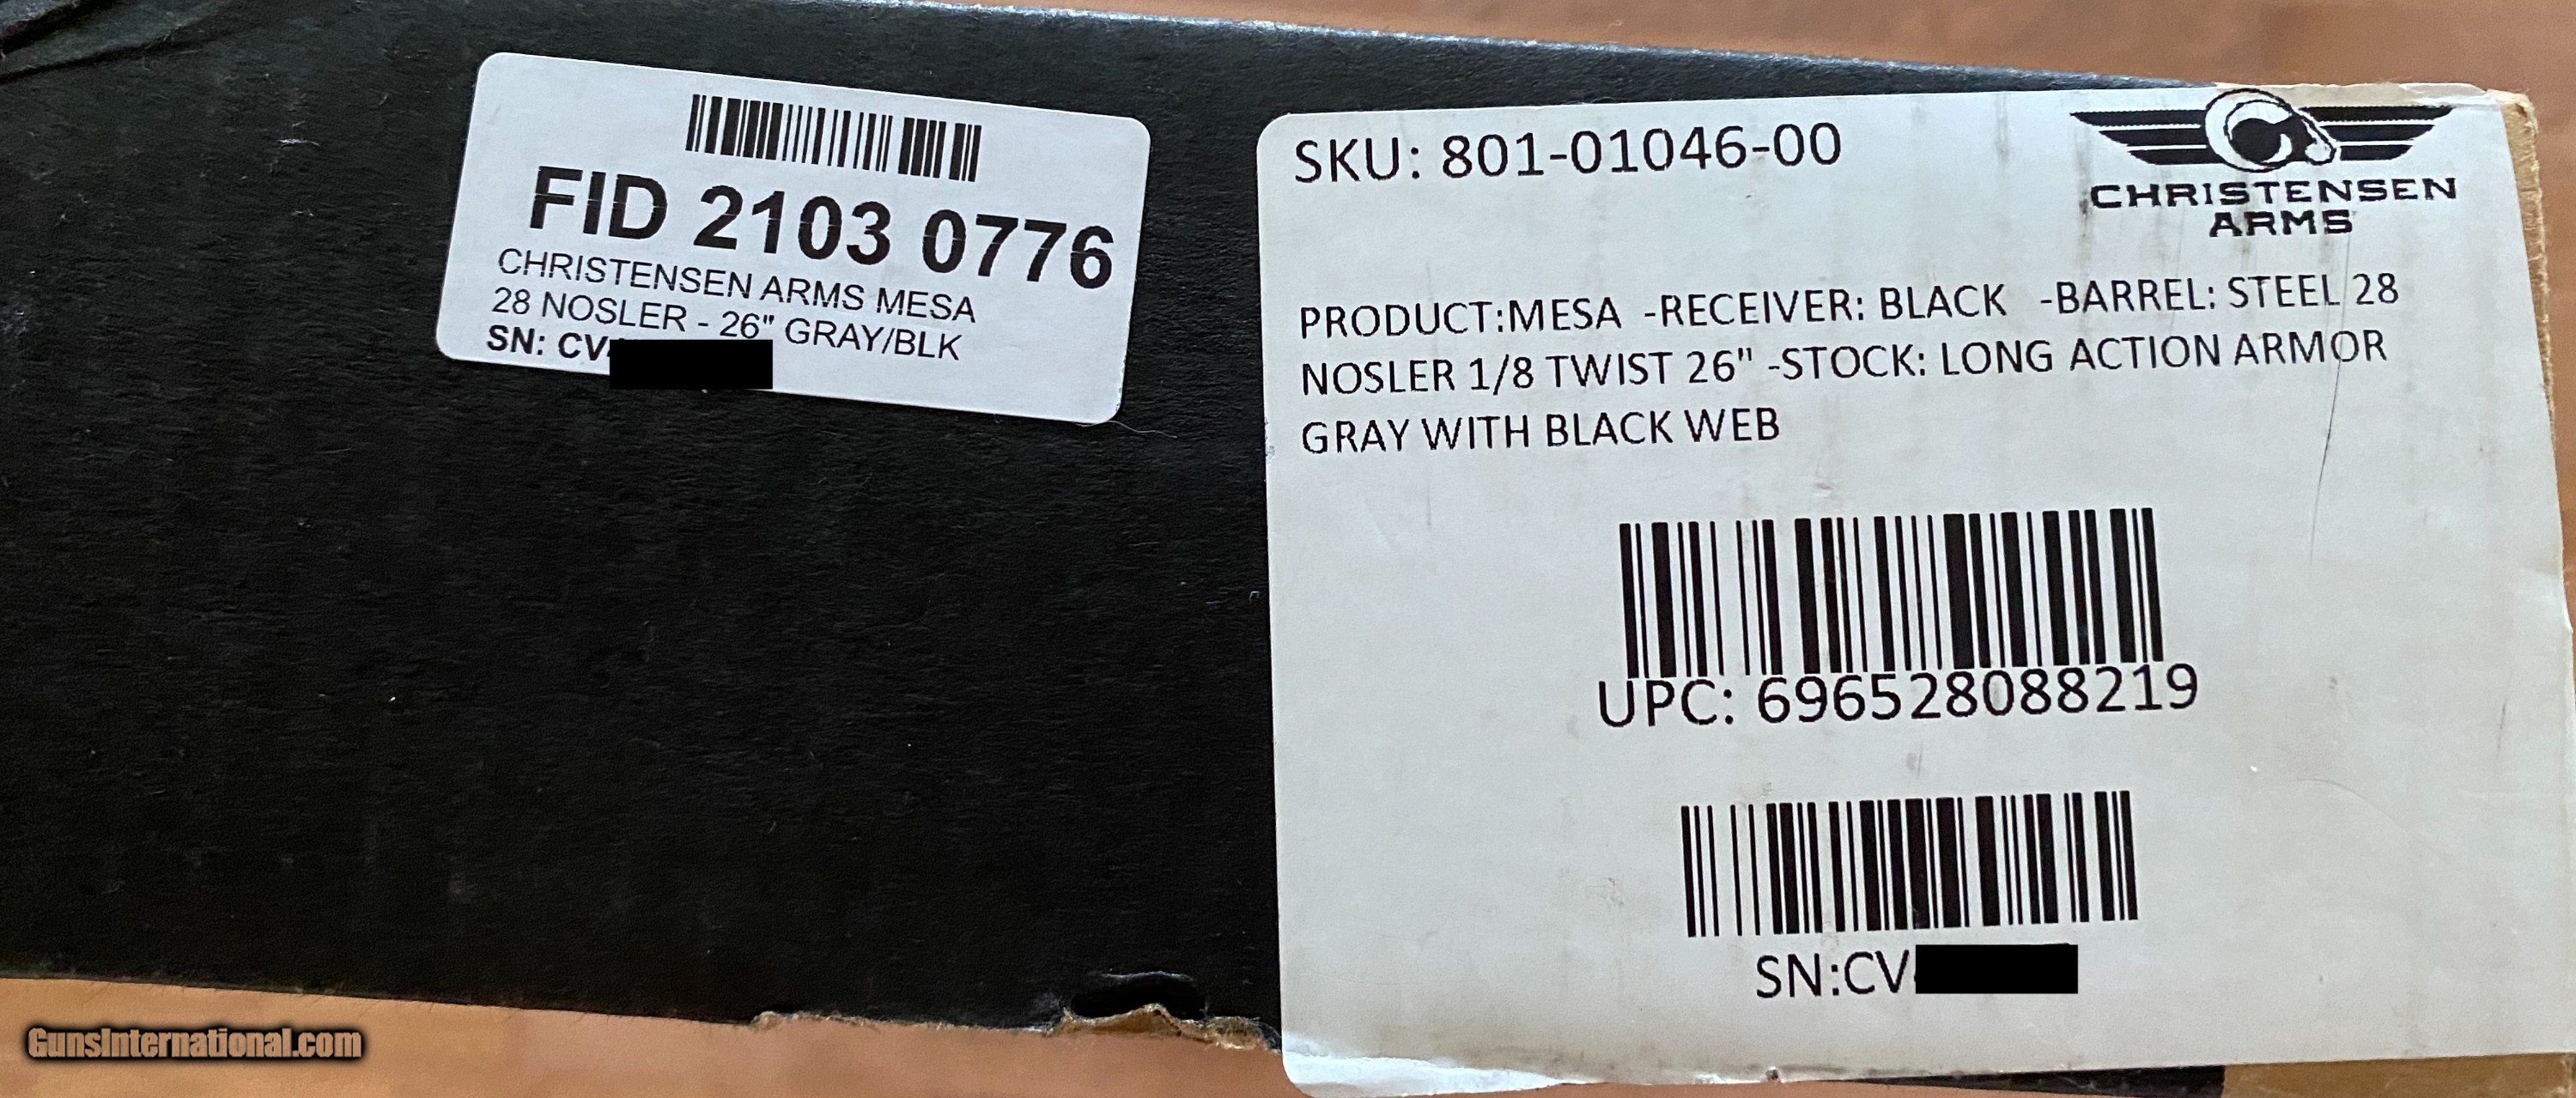 FID 2103 0776
CHRISTENSEN ARMS MESA
28 NOSLER - 26" GRAY/BLK
SN: CV
SKU: 801-01046-00
CHRISTENSEN
ARMS
PRODUCT:MESA -RECEIVER: BLACK -BARREL: STEEL 28
NOSLER 1/8 TWIST 26" -STOCK: LONG ACTION ARMOR
GRAY WITH BLACK WEB
UPC: 696528088219
SN:CV
GunsInternational.com